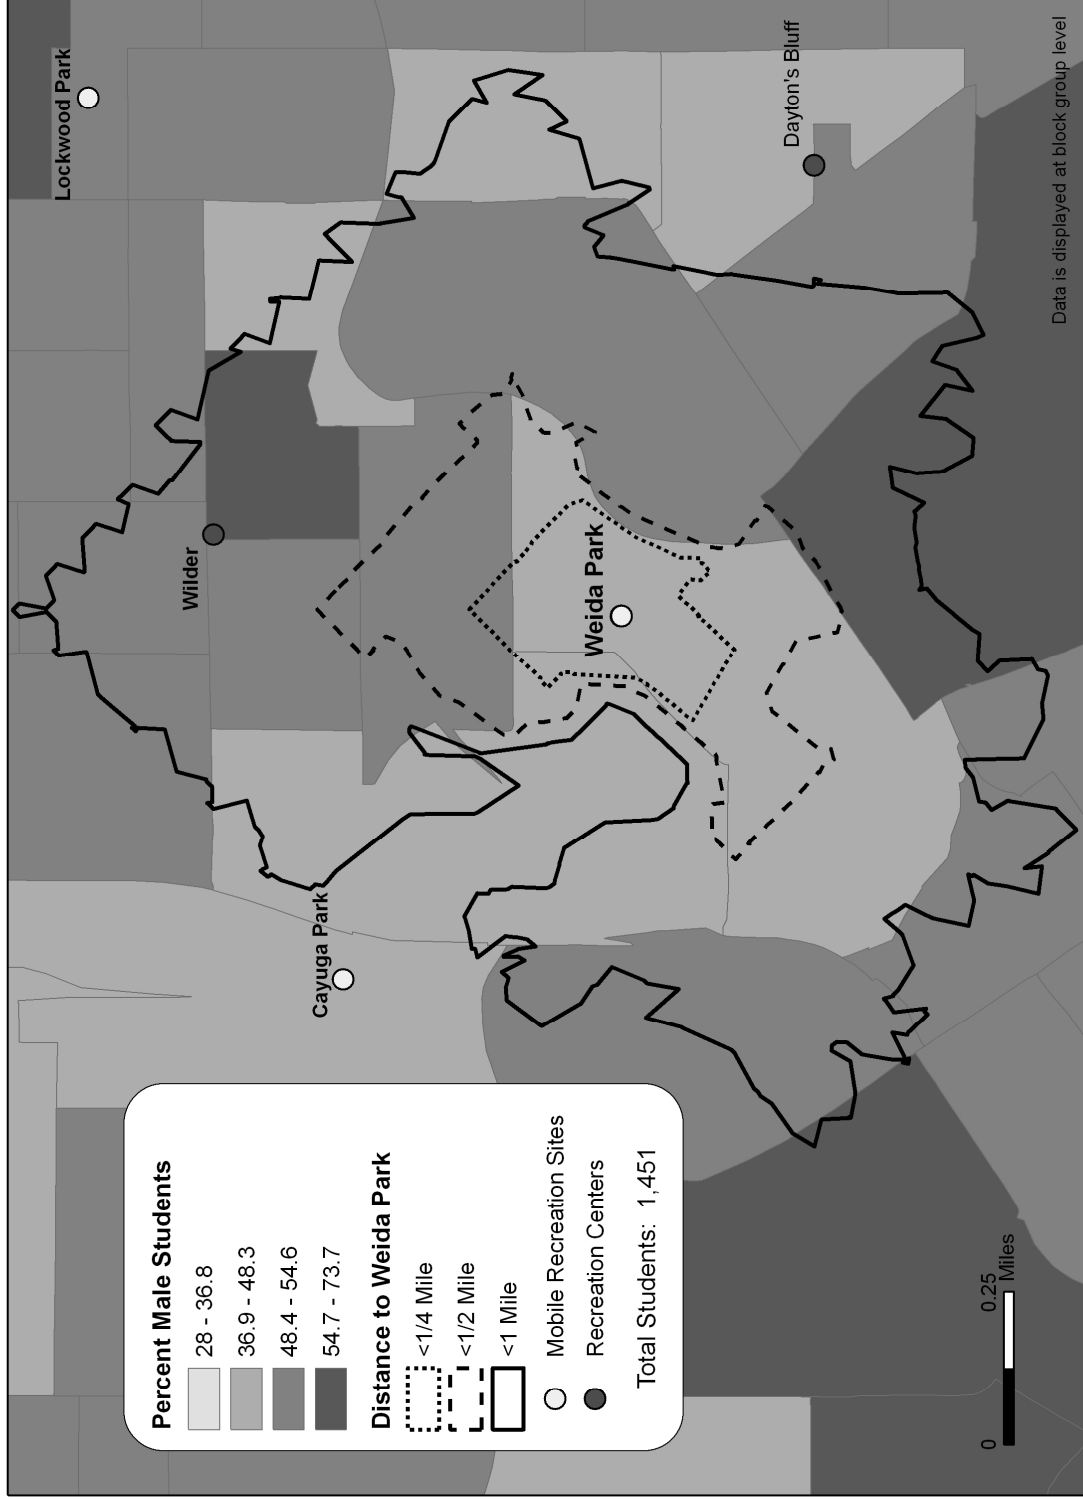 Percent Male Students
28 - 36.8
36.9 - 48.3
48.4 - 54.6
54.7 - 73.7
Distance to Weida Park
<1/4 Mile
<1/2 Mile
<1 Mile
Mobile Recreation Sites
Recreation Centers
Total Students: 1,451
Cayuga Park
Wilder
Lockwood Park
Weida Park
Dayton's Bluff
0
0.25
Miles
Data is displayed at block group level